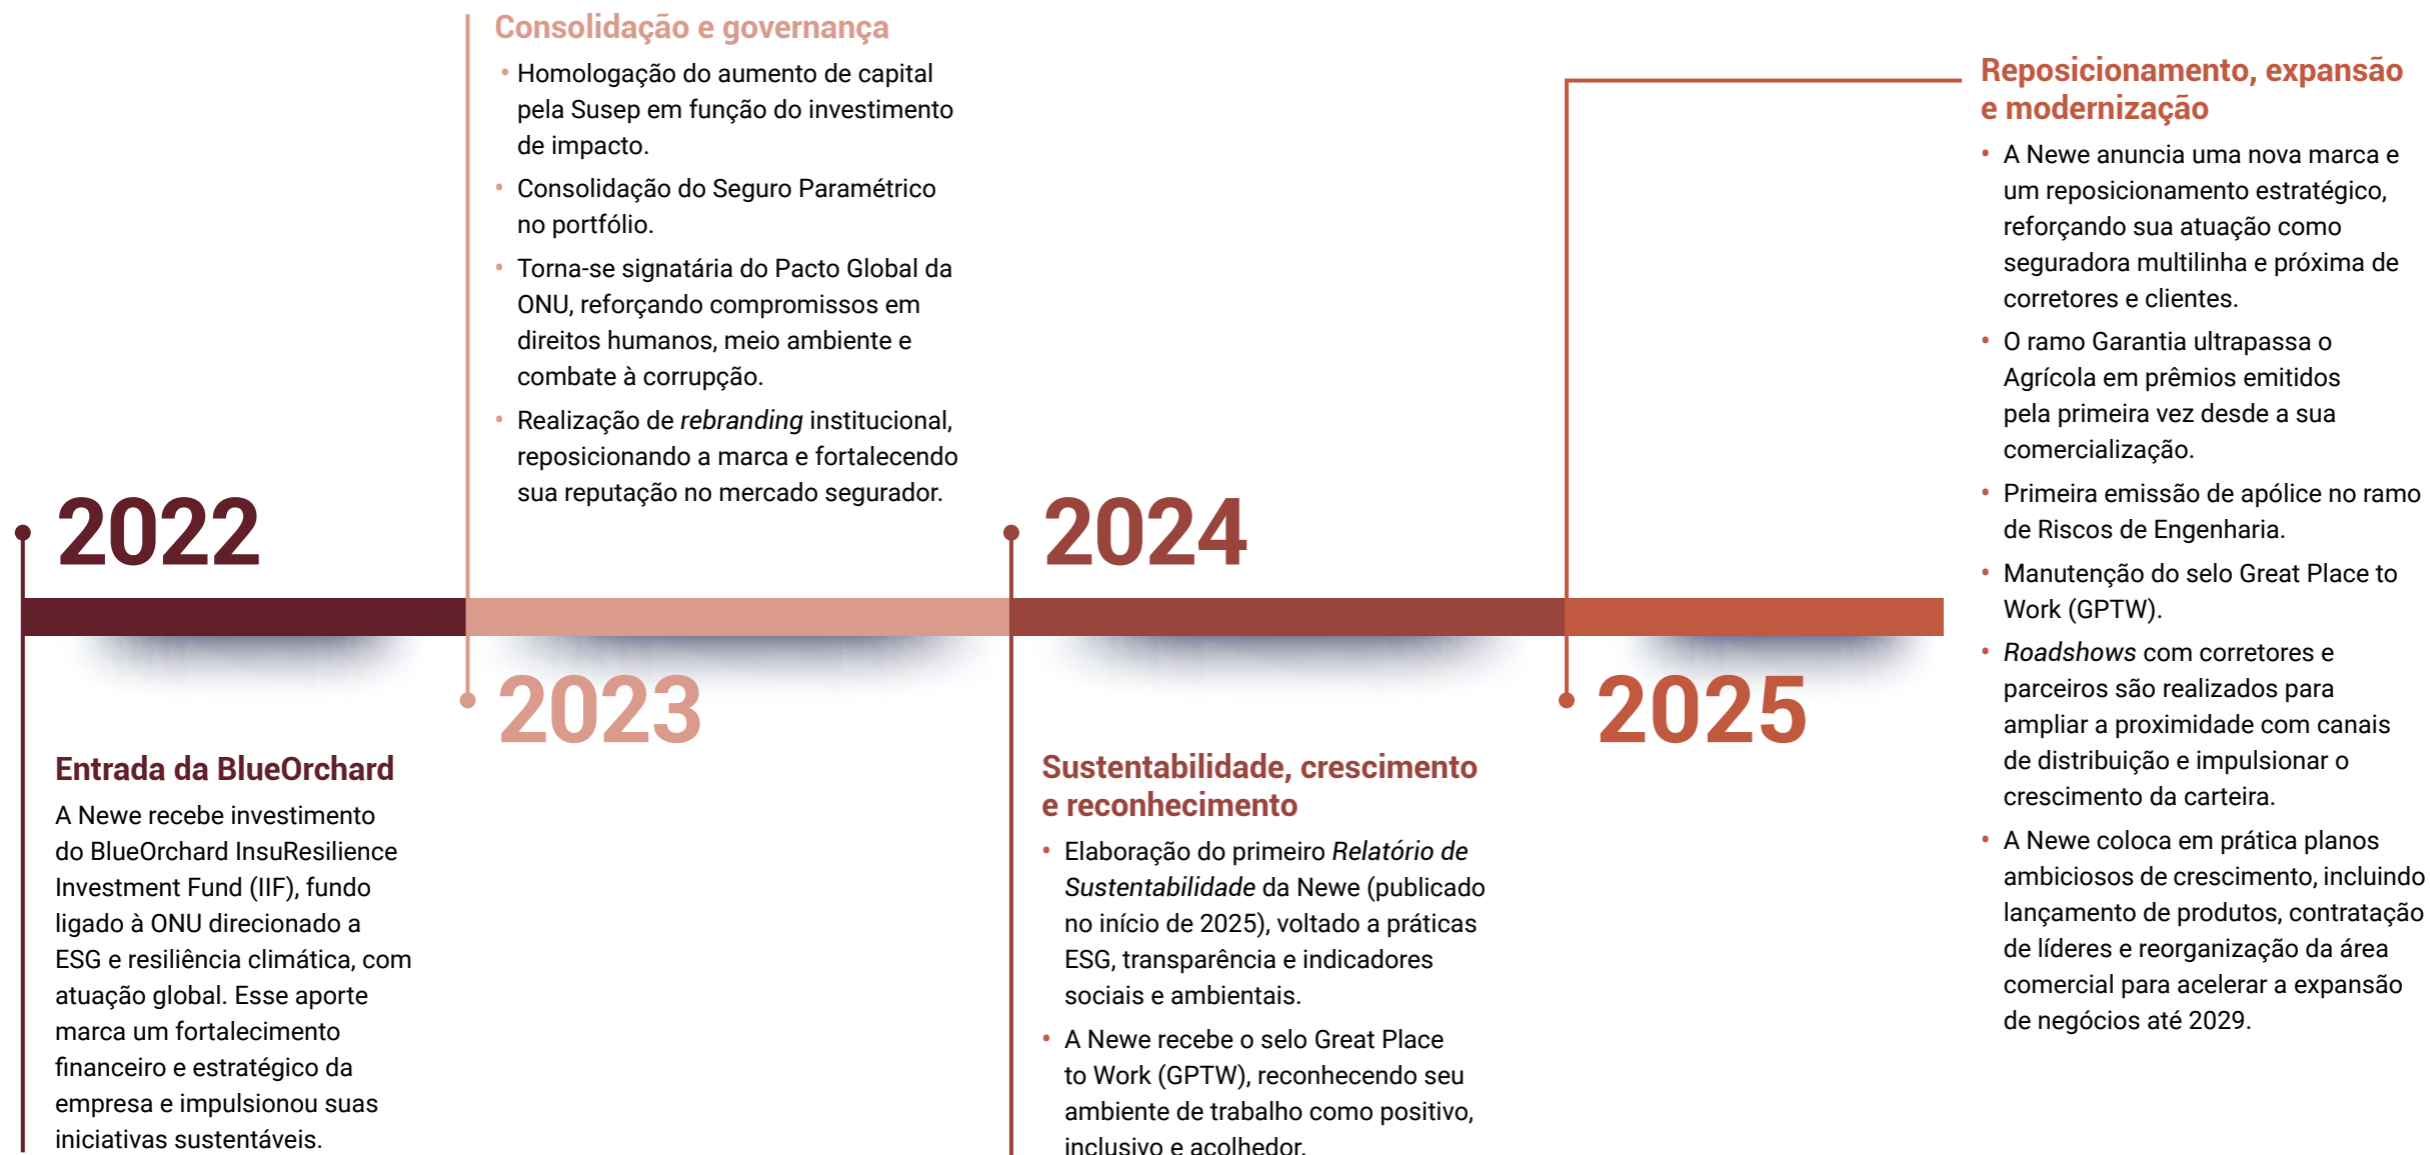 2022
Entrada da BlueOrchard
A Newe recebe investimento
do BlueOrchard InsuResilience
Investment Fund (IIF), fundo
ligado à ONU direcionado a
ESG e resiliência climática, com
atuação global. Esse aporte
marca um fortalecimento
financeiro e estratégico da
empresa e impulsionou suas
iniciativas sustentáveis.
2023
Consolidação e governança
• Homologação do aumento de capital
pela Susep em função do investimento
de impacto.
• Consolidação do Seguro Paramétrico
no portfólio.
• Torna-se signatária do Pacto Global da
ONU, reforçando compromissos em
direitos humanos, meio ambiente e
combate à corrupção.
• Realização de rebranding institucional,
reposicionando a marca e fortalecendo
sua reputação no mercado segurador.
2024
Sustentabilidade, crescimento
e reconhecimento
• Elaboração do primeiro Relatório de
Sustentabilidade da Newe (publicado
no início de 2025), voltado a práticas
ESG, transparência e indicadores
sociais e ambientais.
• A Newe recebe o selo Great Place
to Work (GPTW), reconhecendo seu
ambiente de trabalho como positivo,
inclusivo e acolhedor.
2025
Reposicionamento, expansão
e modernização
• A Newe anuncia uma nova marca e
um reposicionamento estratégico,
reforçando sua atuação como
seguradora multilinha e próxima de
corretores e clientes.
• O ramo Garantia ultrapassa o
Agrícola em prêmios emitidos
pela primeira vez desde a sua
comercialização.
• Primeira emissão de apólice no ramo
de Riscos de Engenharia.
• Manutenção do selo Great Place to
Work (GPTW).
• Roadshows com corretores e
parceiros são realizados para
ampliar a proximidade com canais
de distribuição e impulsionar o
crescimento da carteira.
• A Newe coloca em prática planos
ambiciosos de crescimento, incluindo
lançamento de produtos, contratação
de líderes e reorganização da área
comercial para acelerar a expansão
de negócios até 2029.